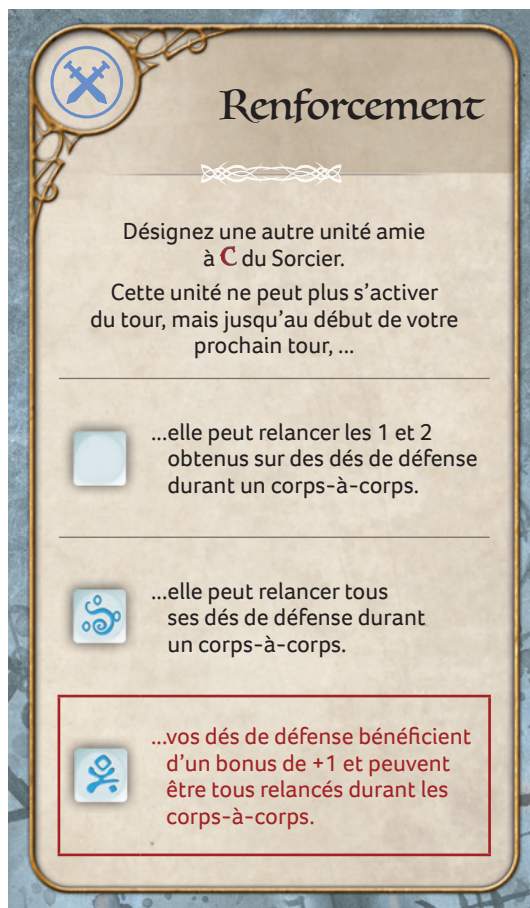 Renforcement
Désignez une autre unité amie
à C du Sorcier.
Cette unité ne peut plus s’activer
du tour, mais jusqu’au début de votre
prochain tour, ...
...elle peut relancer les 1 et 2
obtenus sur des dés de défense
durant un corps-à-corps.
...elle peut relancer tous
ses dés de défense durant
un corps-à-corps.
...vos dés de défense bénéficient
d’un bonus de +1 et peuvent
être tous relancés durant les
corps-à-corps.